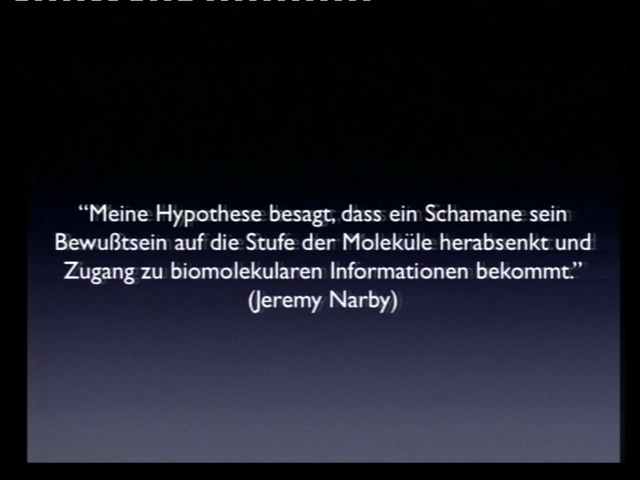 “Meine Hypothese besagt, dass ein Schamane sein
Bewußtsein auf die Stufe der Moleküle herabsenkt und
Zugang zu biomolekularen Informationen bekommt.”
(Jeremy Narby)